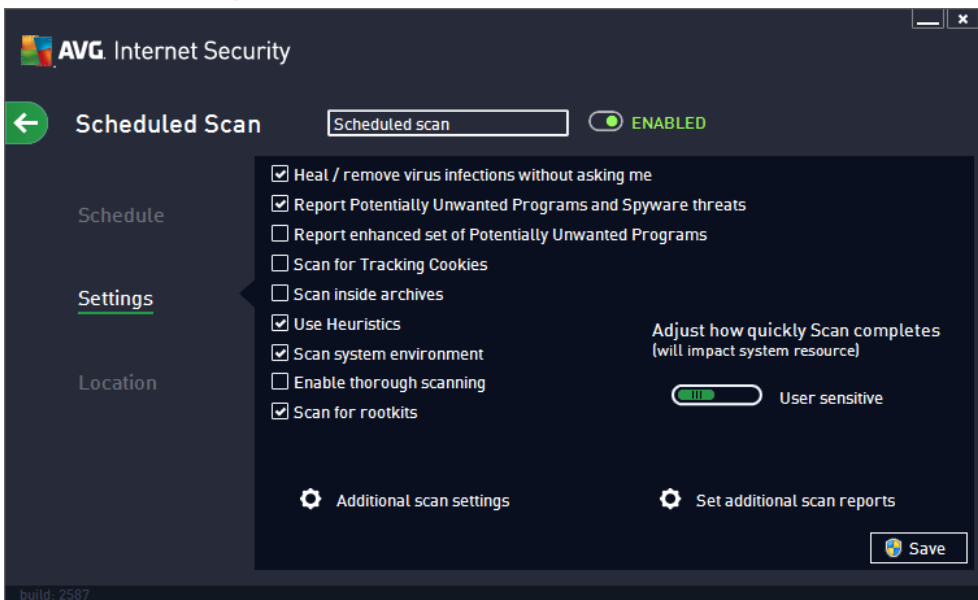 AVG. Internet Security
Scheduled Scan
Scheduled scan
ENABLED
Schedule
Settings
Location
Heal / remove virus infections without asking me
Report Potentially Unwanted Programs and Spyware threats
Report enhanced set of Potentially Unwanted Programs
Scan for Tracking Cookies
Scan inside archives
Use Heuristics
Scan system environment
Enable thorough scanning
Scan for rootkits
Adjust how quickly Scan completes
(will impact system resource)
User sensitive
Additional scan settings
Set additional scan reports
Save
build: 2587